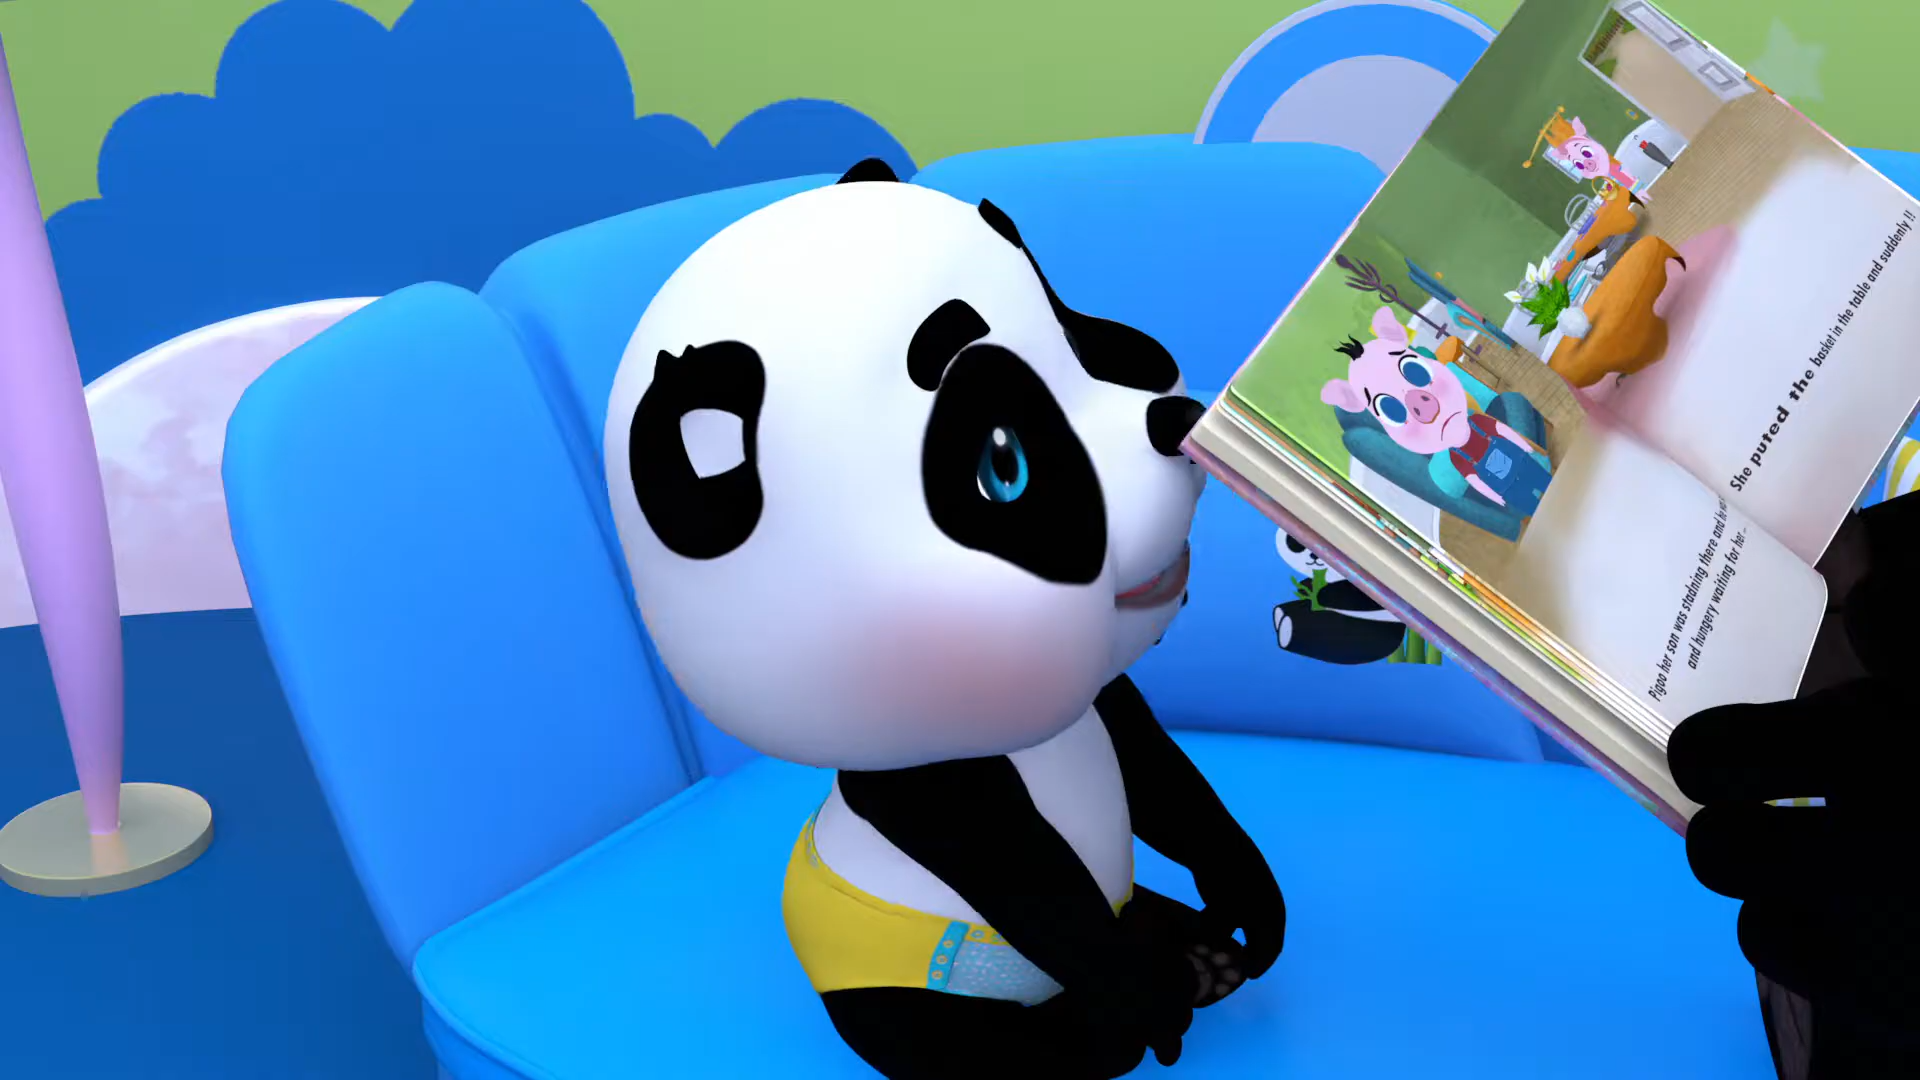 Pigoo her son was stadning there and he was
and hungery waiting for her...
She puted the basket in the table and suddenly !!